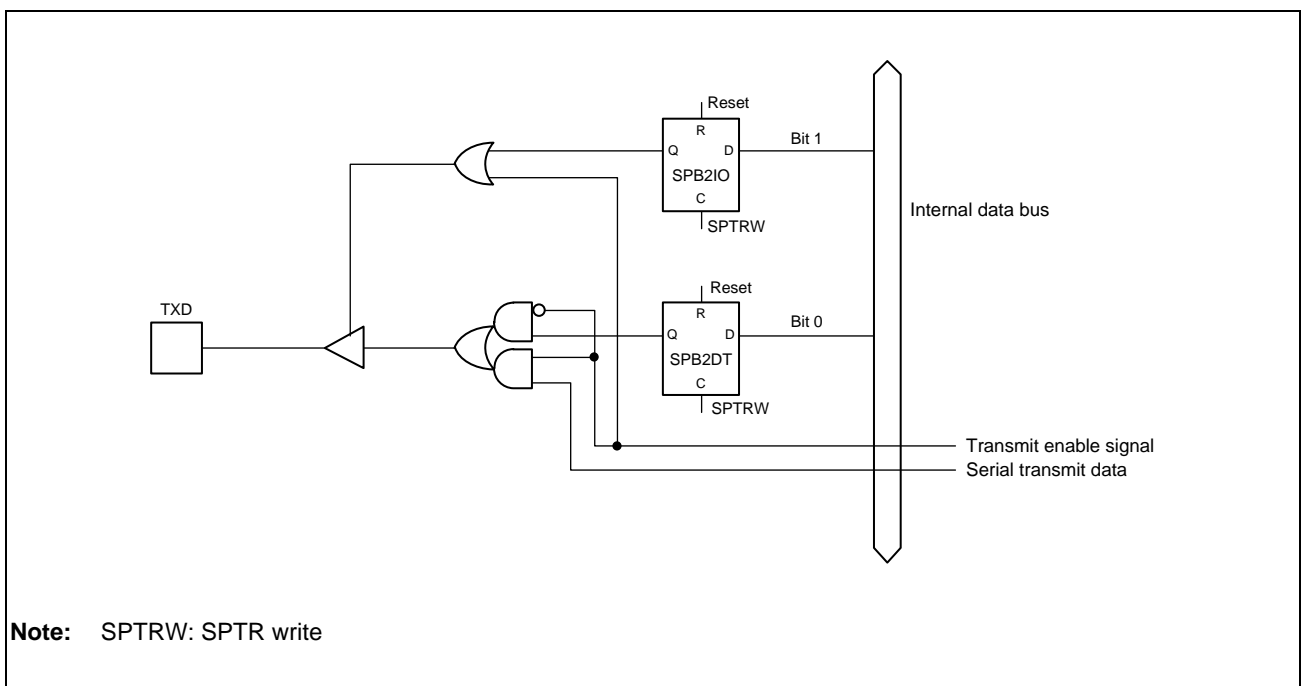 Reset
R
Bit 1
Q D
SPB2IO
C
SPTRW
Internal data bus
Reset
TXD
R
Bit 0
Q D
SPB2DT
C
SPTRW
Transmit enable signal
Serial transmit data
Note: SPTRW: SPTR write